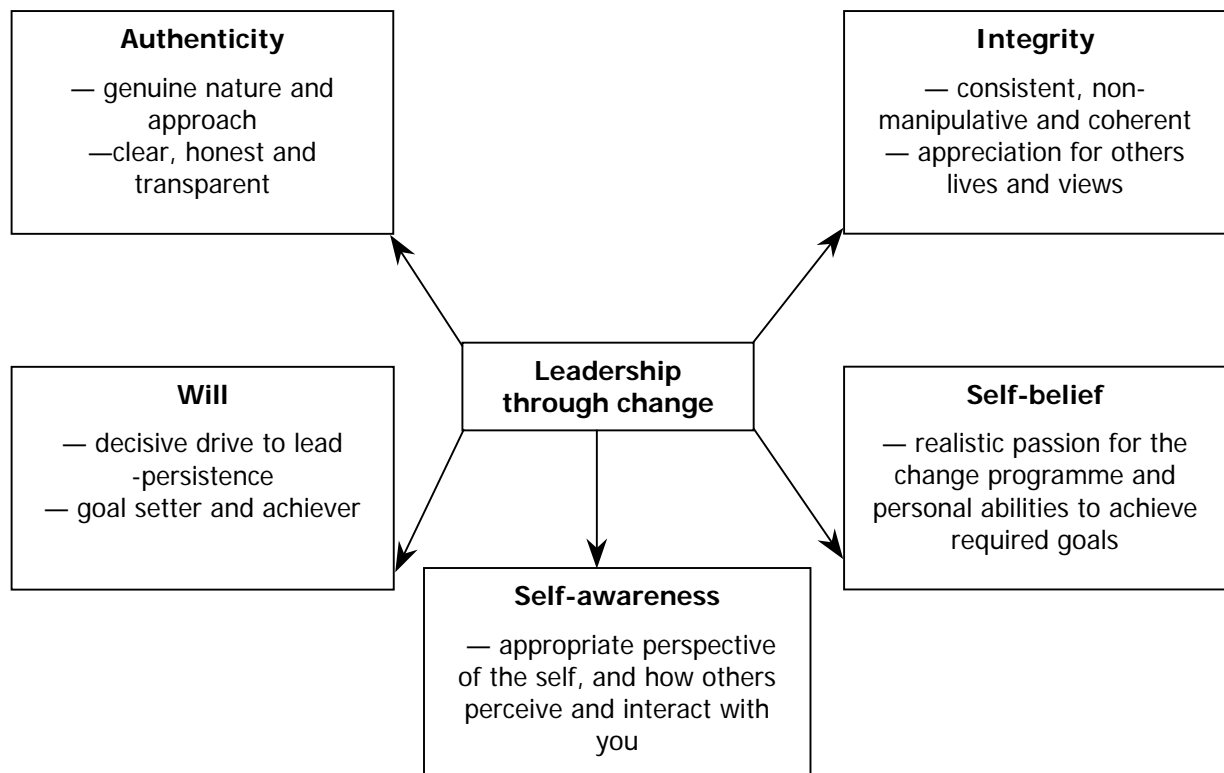 Authenticity
— genuine nature and
approach
—clear, honest and
transparent
Integrity
— consistent, non-
manipulative and coherent
— appreciation for others
lives and views
Leadership
through change
Will
— decisive drive to lead
-persistence
— goal setter and achiever
Self-belief
— realistic passion for the
change programme and
personal abilities to achieve
required goals
Self-awareness
— appropriate perspective
of the self, and how others
perceive and interact with
you